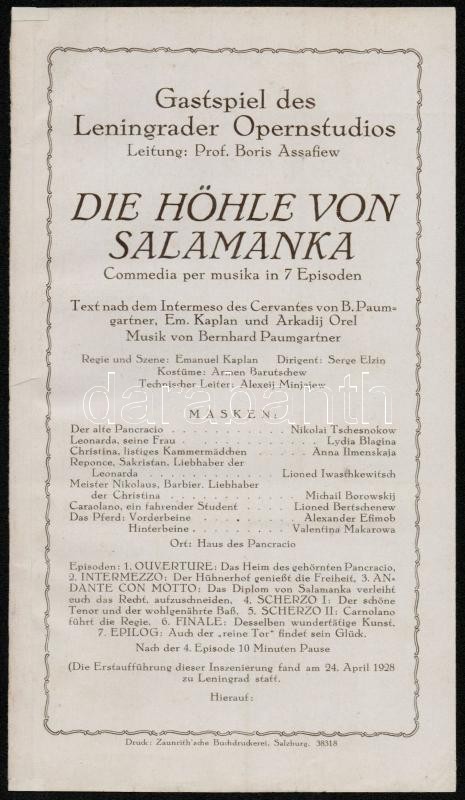 Gastspiel des
Leningrader Opernstudios
Leitung: Prof. Boris Assafiew
DIE HÖHLE VON
SALAMANKA
Commedia per musika in 7 Episoden
Text nach dem Intermeso des Cervantes von B. Paum=
gartner, Em. Kaplan und Arkadij Orel
Musik von Bernhard Paumgartner
Regie und Szene: Emanuel Kaplan Dirigent: Serge Elzin
Kostüme: Armen Barutschew
Technischer Leiter: Alexeij Minjajew
darabanth
MASKEN:
Der alte Pancracio . . . . . . . . . . . . Nikolai Tschesnokow
Leonarda, seine Frau . . . . . . . . . . . . Lydia Blagina
Christina, listiges Kammermädchen . . . . . Anna Ilmenskaja
Reponce, Sakristan, Liebhaber der
Leonarda . . . . . . . . . . . . Lioned Iwaschkewitsch
Meister Nikolaus, Barbier, Liebhaber
der Christina . . . . . . . . . . . Michail Borowskij
Caraolano, ein fahrender Student . . . . Lioned Bertschenew
Das Pferd: Vorderbeine . . . . . . . . . Alexander Efimob
Hinterbeine . . . . . . . . . Valentina Makarowa
Ort: Haus des Pancracio
Episoden: 1. OUVERTURE: Das Heim des gehörnten Pancracio,
2. INTERMEZZO: Der Hühnerhof genießt die Freiheit, 3. AN=
DANTE CON MOTTO: Das Diplom von Salamanka verleiht
euch das Recht, aufzuschneiden. 4. SCHERZO I: Der schöne
Tenor und der wohlgenährte Baß. 5. SCHERZO II: Carnolano
führt die Regie. 6. FINALE: Desselben wundertätige Kunst.
7. EPILOG: Auch der „reine Tor" findet sein Glück.
Nach der 4. Episode 10 Minuten Pause
(Die Erstaufführung dieser Inszenierung fand am 24. April 1928
zu Leningrad statt.
Hierauf:
Druck: Zaunrith'sche Buchdruckerei, Salzburg. 38318